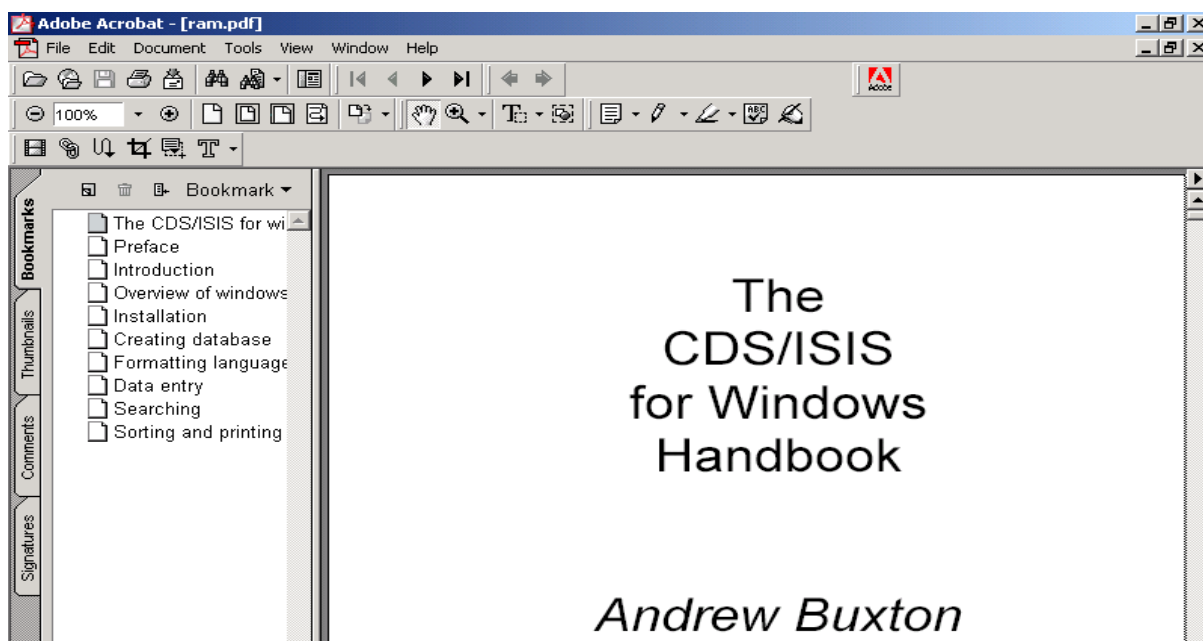 Adobe Acrobat - [ram.pdf]
File Edit Document Tools View Window Help
Adobe
100%
Bookmark
Bookmarks
Thumbnails
Comments
Signatures
The CDS/ISIS for wi
Preface
Introduction
Overview of windows
Installation
Creating database
Formatting language
Data entry
Searching
Sorting and printing
The
CDS/ISIS
for Windows
Handbook
Andrew Buxton